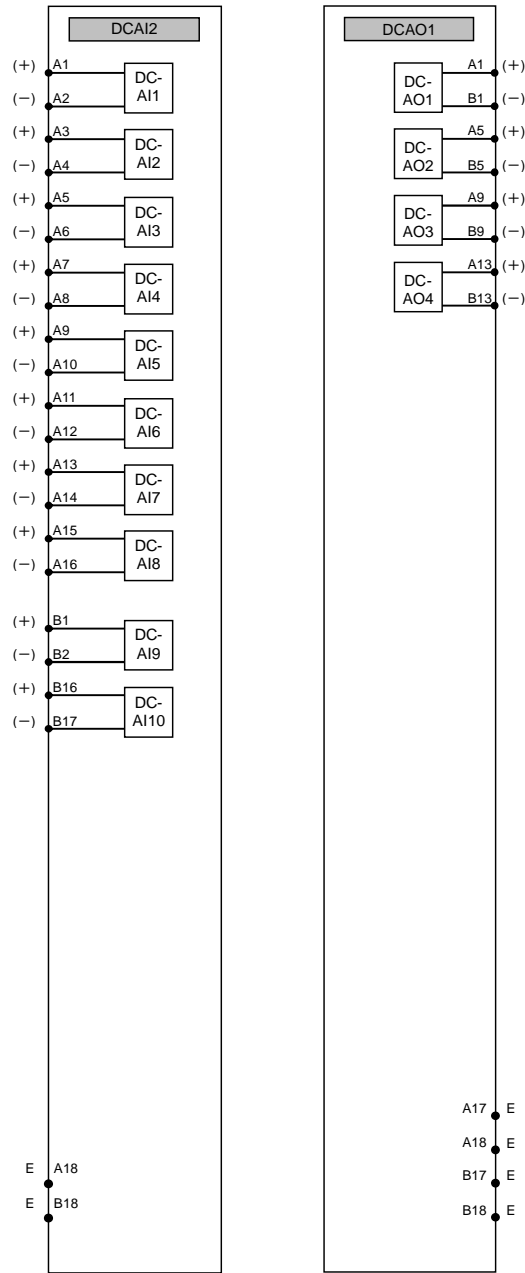 DCAI2
(+) A1
DC-
(−) A2
AI1
(+) A3
DC-
(−) A4
AI2
(+) A5
DC-
(−) A6
AI3
(+) A7
DC-
(−) A8
AI4
(+) A9
DC-
(−) A10
AI5
(+) A11
DC-
(−) A12
AI6
(+) A13
DC-
(−) A14
AI7
(+) A15
DC-
(−) A16
AI8
(+) B1
DC-
(−) B2
AI9
(+) B16
DC-
(−) B17
AI10
E A18
E B18
DCAO1
A1 (+)
DC-
AO1
B1 (−)
A5 (+)
DC-
AO2
B5 (−)
A9 (+)
DC-
AO3
B9 (−)
A13 (+)
DC-
AO4
B13 (−)
A17 E
A18 E
B17 E
B18 E